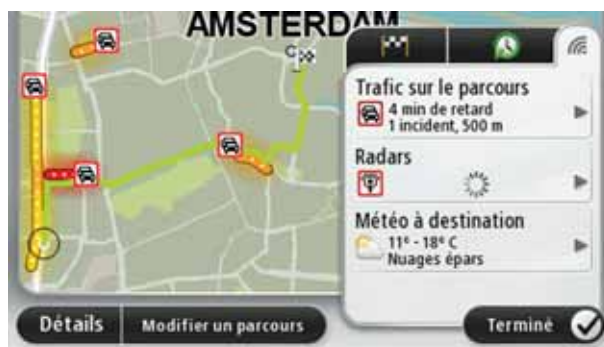 AMSTERDAM
Trafic sur le parcours
4 min de retard
1 incident, 500 m
Radars
Météo à destination
11° - 18° C
Nuages épars
Détails
Modifier un parcours
Terminé